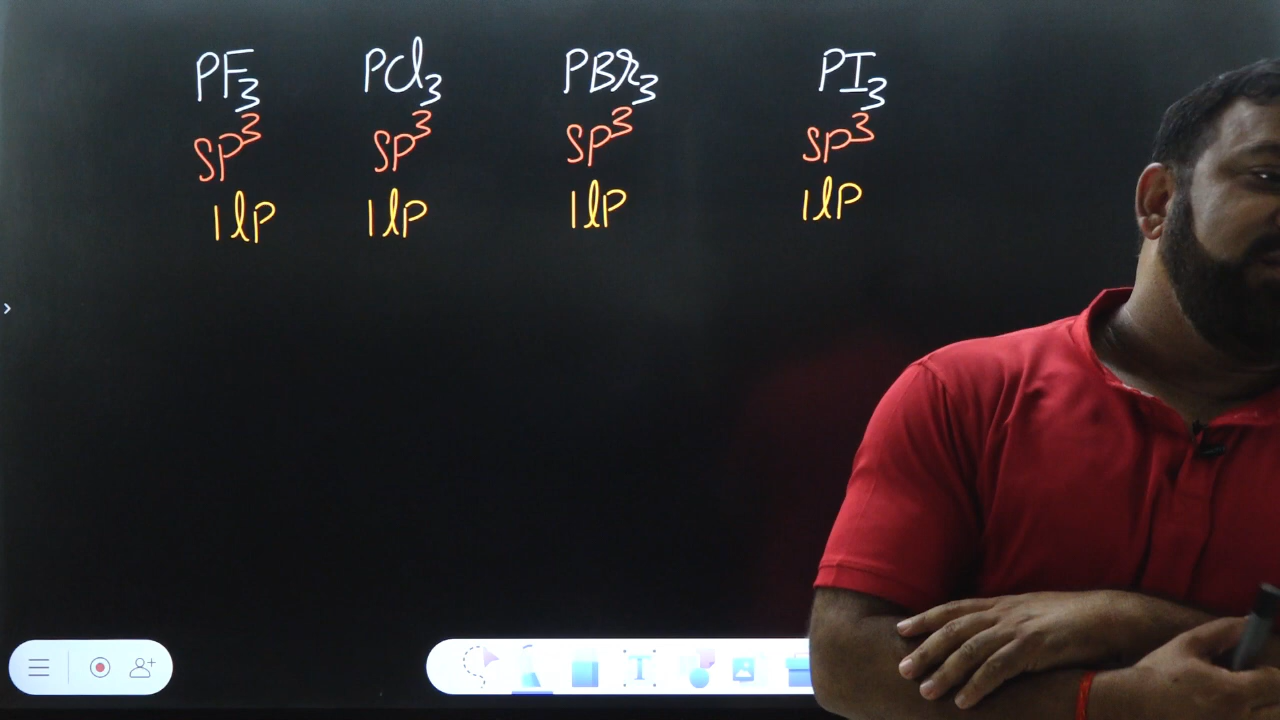 PF₃ PCl₃ PBr₃ PI₃
sp³ sp³ sp³ sp³
1lp 1lp 1lp 1lp
T